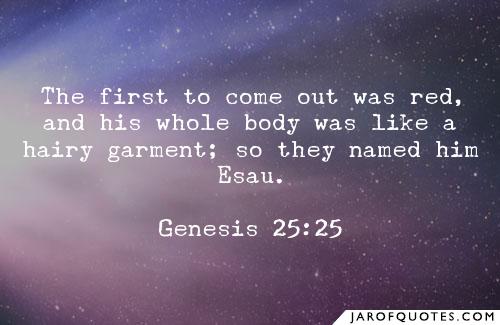 The first to come out was red,
and his whole body was like a
hairy garment; so they named him
Esau.
Genesis 25:25
JAROFQUOTES.COM